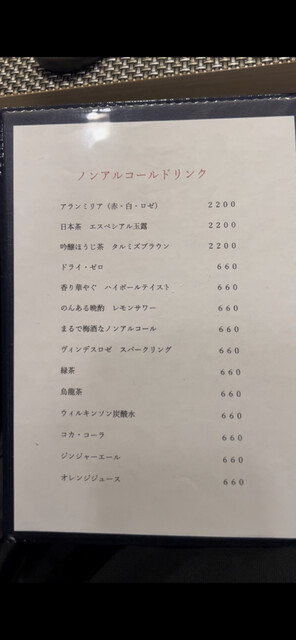 ノンアルコールドリンク
アランミリア（赤・白・ロゼ） 2200
日本茶　エスペシアル玉露 2200
吟醸ほうじ茶　タルミズブラウン 2200
ドライ・ゼロ 660
香り華やぐ　ハイボールテイスト 660
のんある晩酌　レモンサワー 660
まるで梅酒なノンアルコール 660
ヴィンデスロゼ　スパークリング 660
緑茶 660
烏龍茶 660
ウィルキンソン炭酸水 660
コカ・コーラ 660
ジンジャーエール 660
オレンジジュース 660